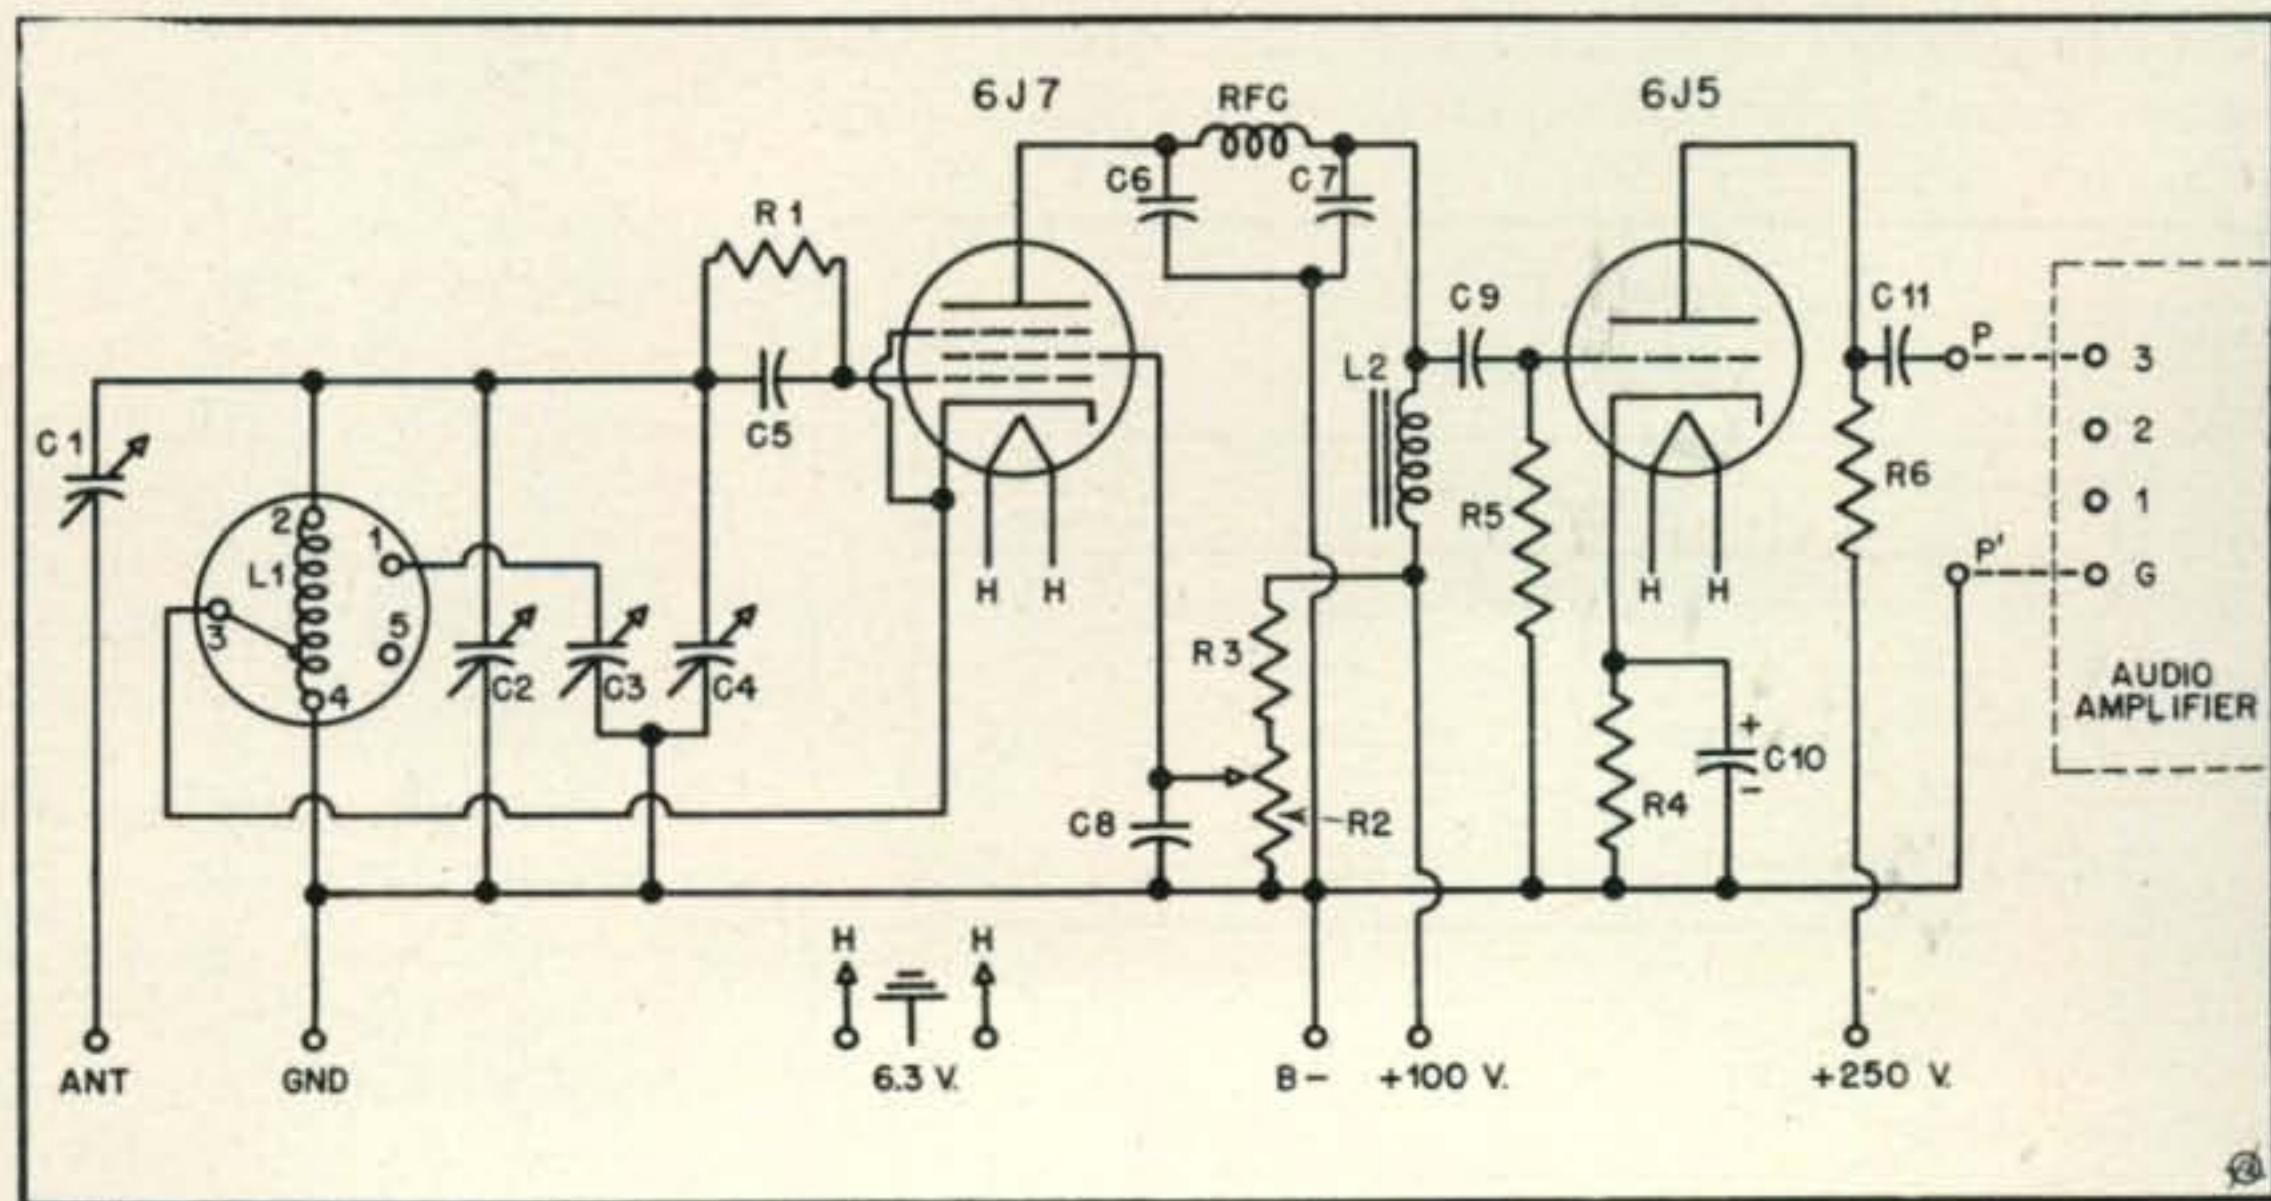 6J7
RFC
6J5
C6
C7
R1
C9
C11
P
3
L2
2
C1
C5
R6
1
R5
2
1
P'
G
L1
H H
H H
3
5
R3
AUDIO
AMPLIFIER
4
C2
C3
C4
+
C10
-
C8
R2
R4
H
H
ANT
GND
6.3 V.
B-
+100 V.
+250 V.